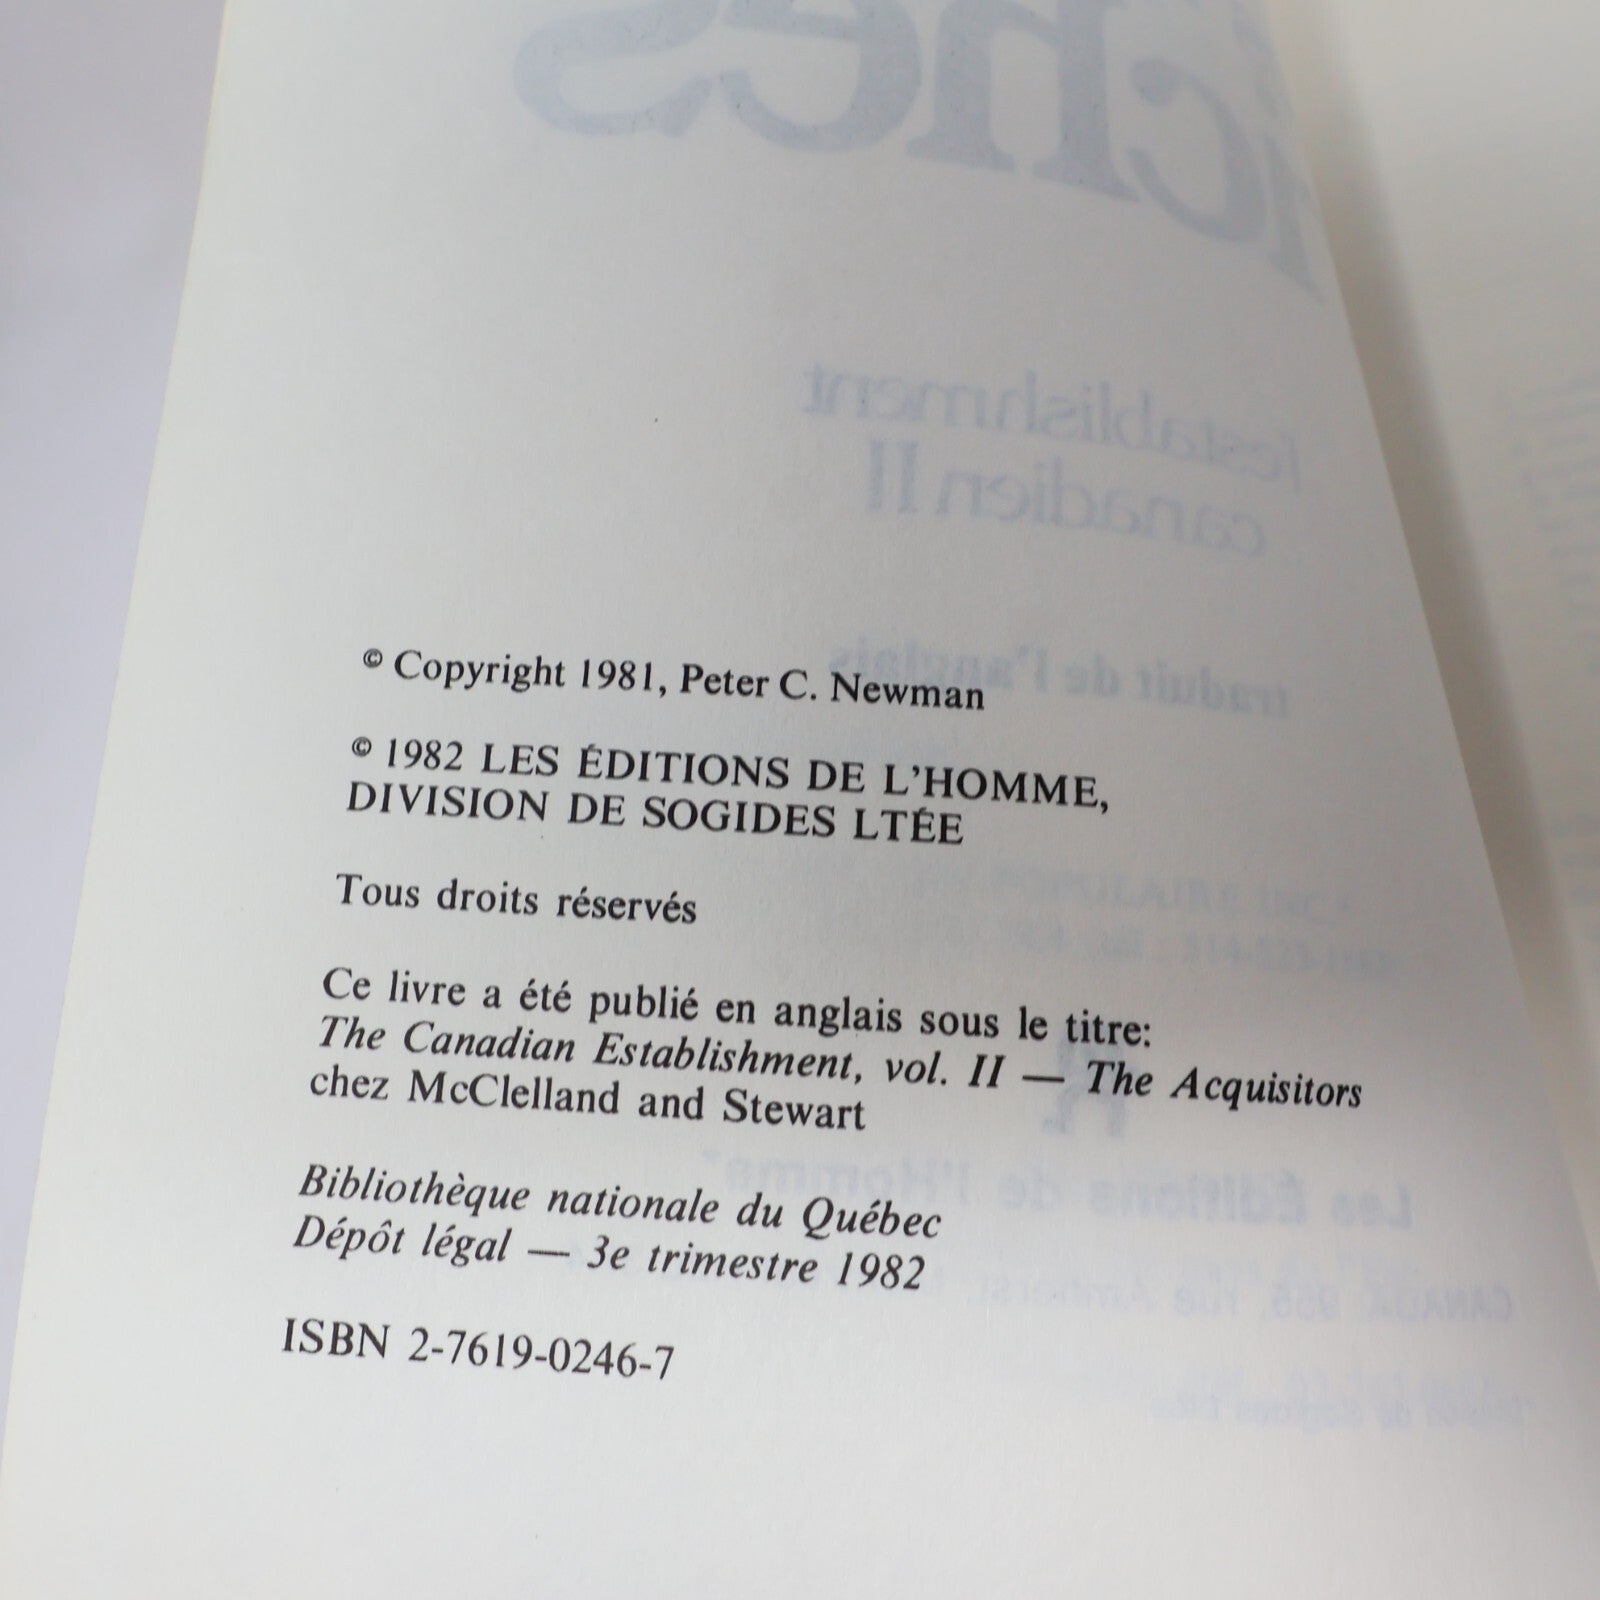 © Copyright 1981, Peter C. Newman
© 1982 LES ÉDITIONS DE L'HOMME,
DIVISION DE SOGIDES LTÉE
Tous droits réservés
Ce livre a été publié en anglais sous le titre:
The Canadian Establishment, vol. II — The Acquisitors
chez McClelland and Stewart
Bibliothèque nationale du Québec
Dépôt légal — 3e trimestre 1982
ISBN 2-7619-0246-7